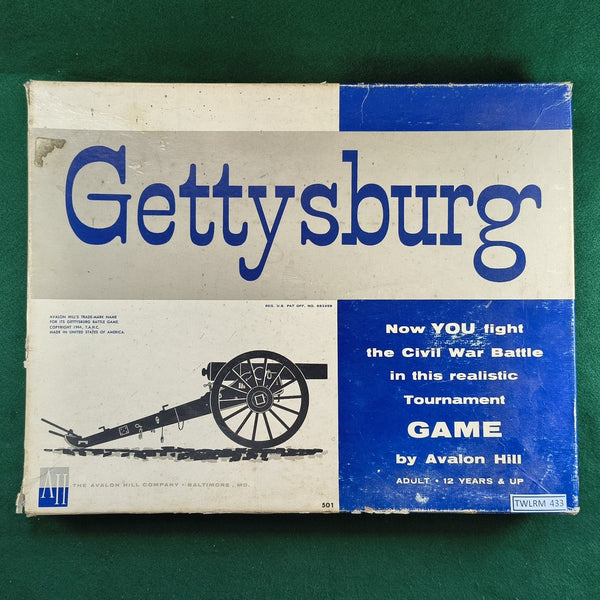 Gettysburg
REG. U.S. PAT OFF. NO. 682309
AVALON HILL'S TRADE-MARK NAME
FOR ITS GETTYSBURG BATTLE GAME.
COPYRIGHT 1964, T.A.H.C.
MADE IN UNITED STATES OF AMERICA.
Now YOU fight
the Civil War Battle
in this realistic
Tournament
GAME
by Avalon Hill
ADULT • 12 YEARS & UP
AH
THE AVALON HILL COMPANY • BALTIMORE, MD.
501
TWLRM 433